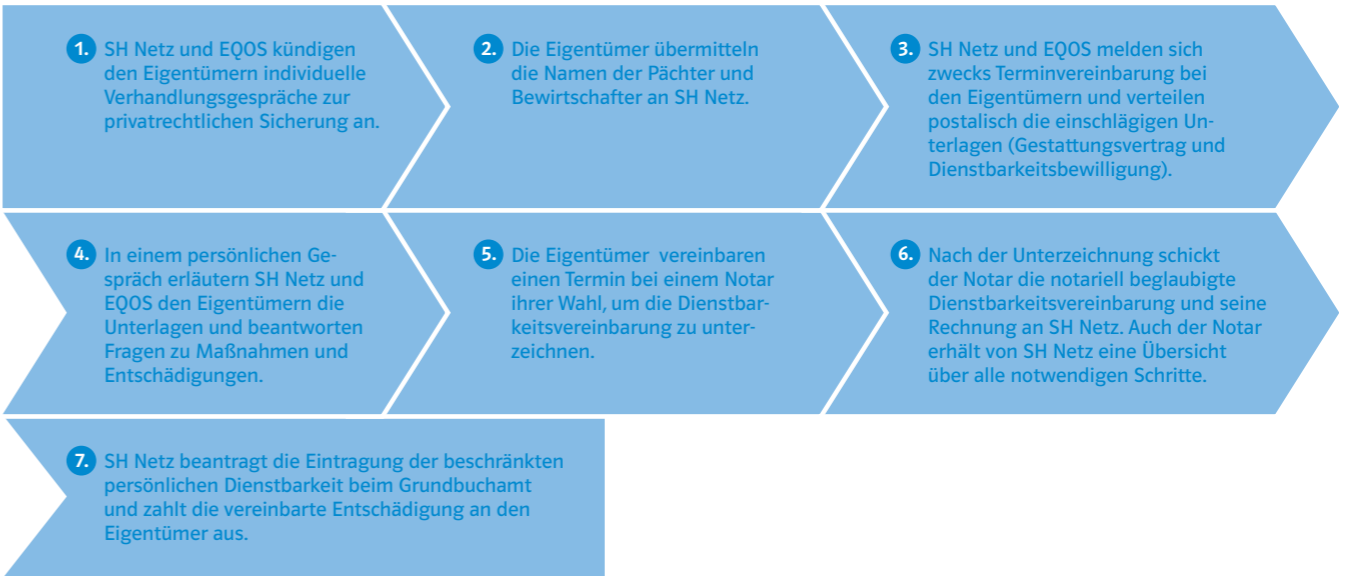 1. SH Netz und EQOS kündigen
den Eigentümern individuelle
Verhandlungsgespräche zur
privatrechtlichen Sicherung an.
2. Die Eigentümer übermitteln
die Namen der Pächter und
Bewirtschafter an SH Netz.
3. SH Netz und EQOS melden sich
zwecks Terminvereinbarung bei
den Eigentümern und verteilen
postalisch die einschlägigen Un-
terlagen (Gestattungsvertrag und
Dienstbarkeitsbewilligung).
4. In einem persönlichen Ge-
spräch erläutern SH Netz und
EQOS den Eigentümern die
Unterlagen und beantworten
Fragen zu Maßnahmen und
Entschädigungen.
5. Die Eigentümer vereinbaren
einen Termin bei einem Notar
ihrer Wahl, um die Dienstbar-
keitsvereinbarung zu unter-
zeichnen.
6. Nach der Unterzeichnung schickt
der Notar die notariell beglaubigte
Dienstbarkeitsvereinbarung und seine
Rechnung an SH Netz. Auch der Notar
erhält von SH Netz eine Übersicht
über alle notwendigen Schritte.
7. SH Netz beantragt die Eintragung der beschränkten
persönlichen Dienstbarkeit beim Grundbuchamt
und zahlt die vereinbarte Entschädigung an den
Eigentümer aus.